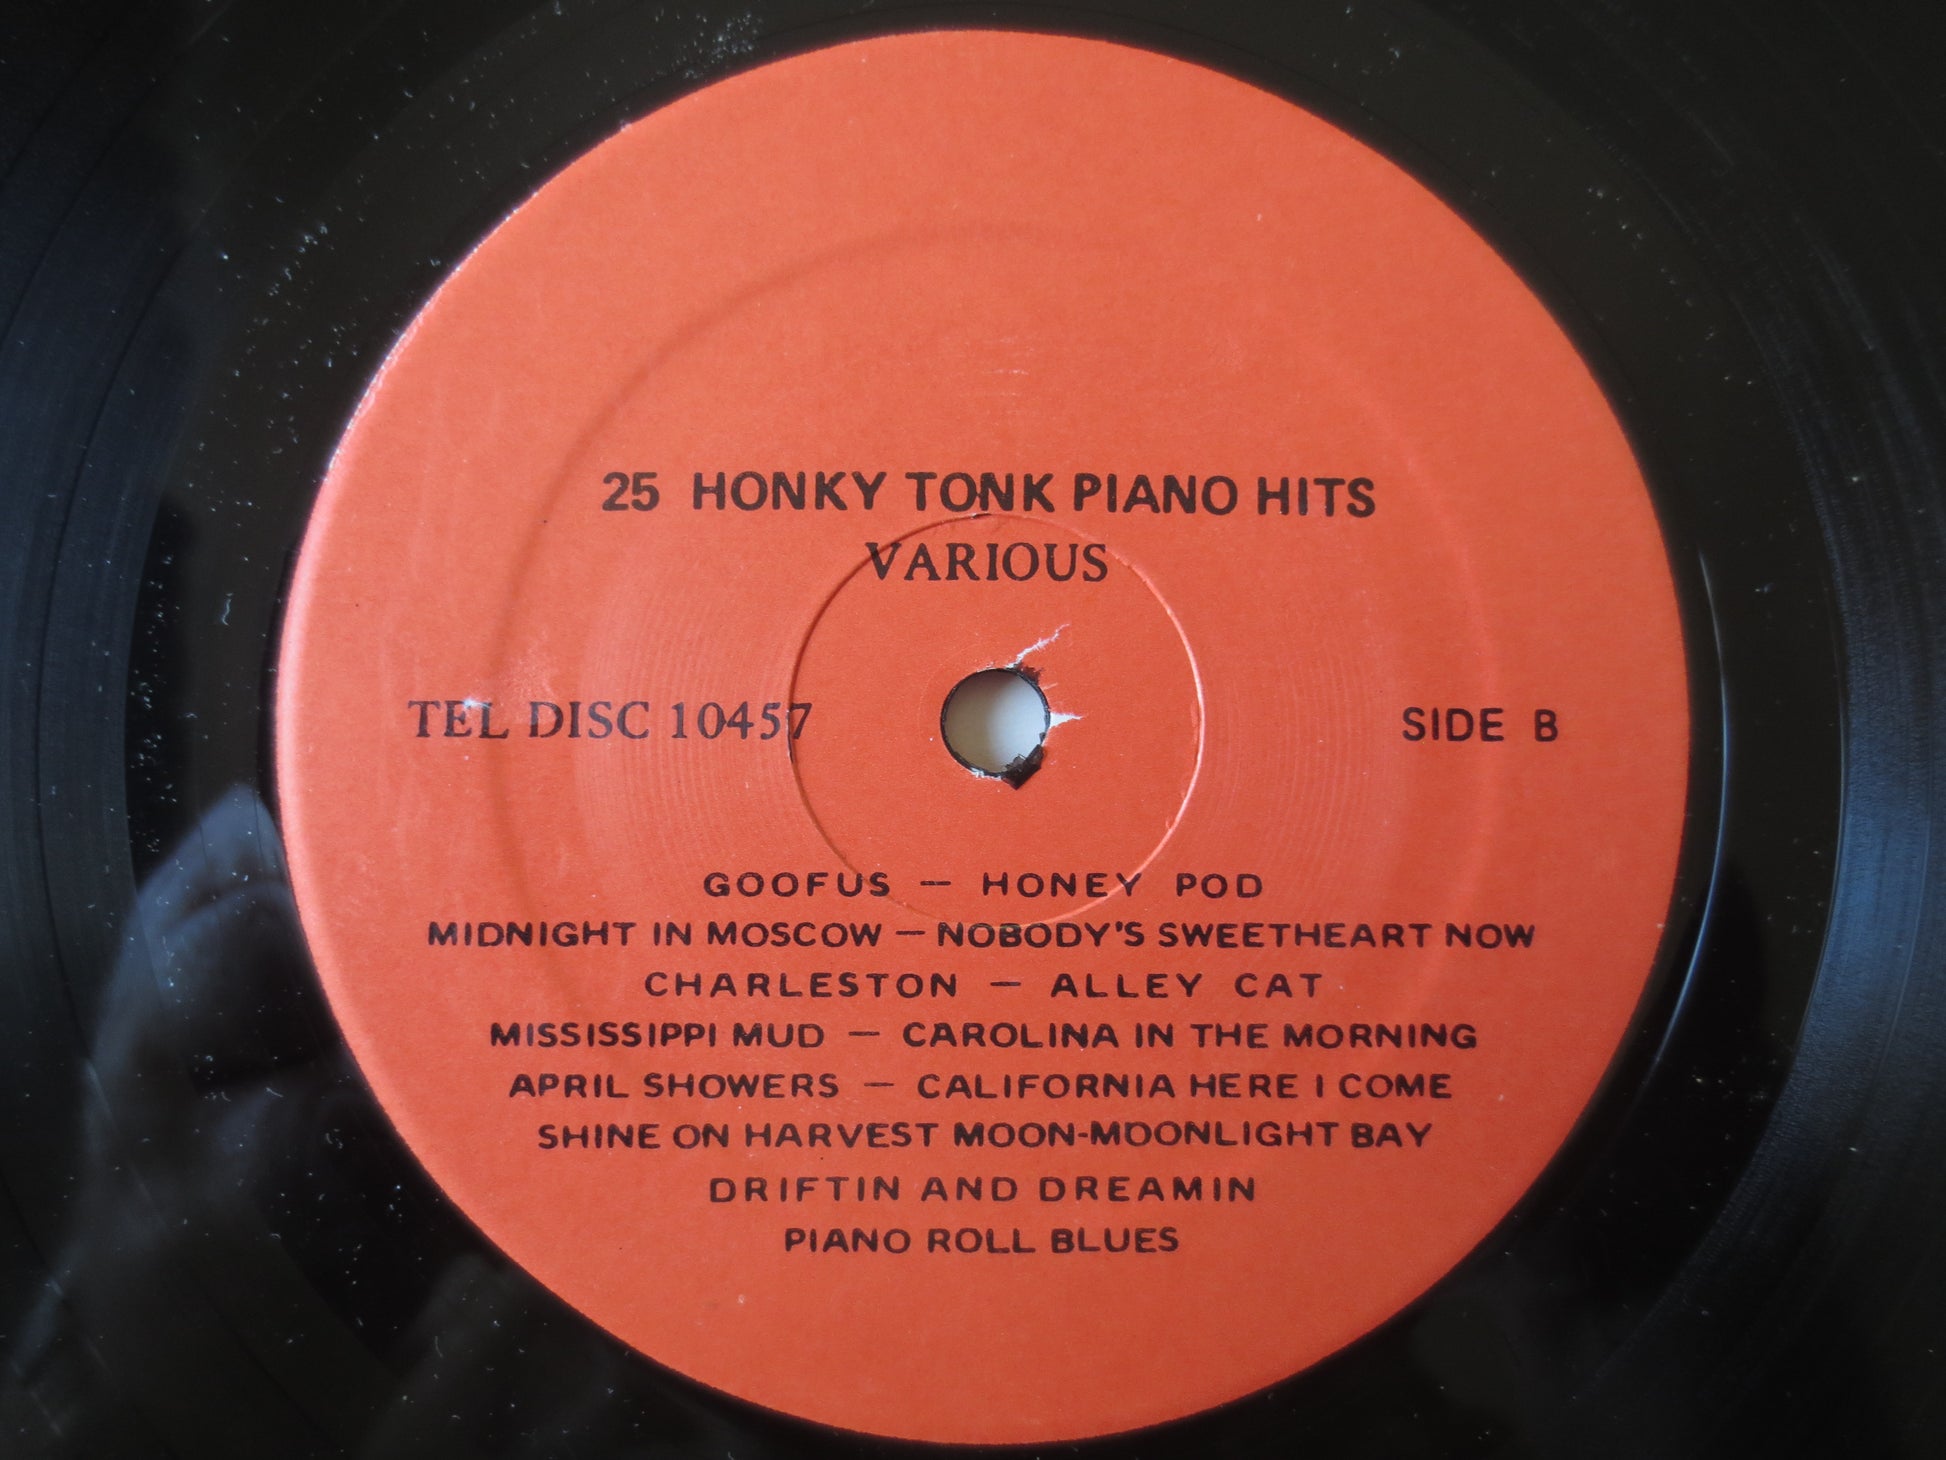 25 HONKY TONK PIANO HITS
VARIOUS
TEL DISC 10457 SIDE B
GOOFUS — HONEY POD
MIDNIGHT IN MOSCOW — NOBODY'S SWEETHEART NOW
CHARLESTON — ALLEY CAT
MISSISSIPPI MUD — CAROLINA IN THE MORNING
APRIL SHOWERS — CALIFORNIA HERE I COME
SHINE ON HARVEST MOON-MOONLIGHT BAY
DRIFTIN AND DREAMIN
PIANO ROLL BLUES